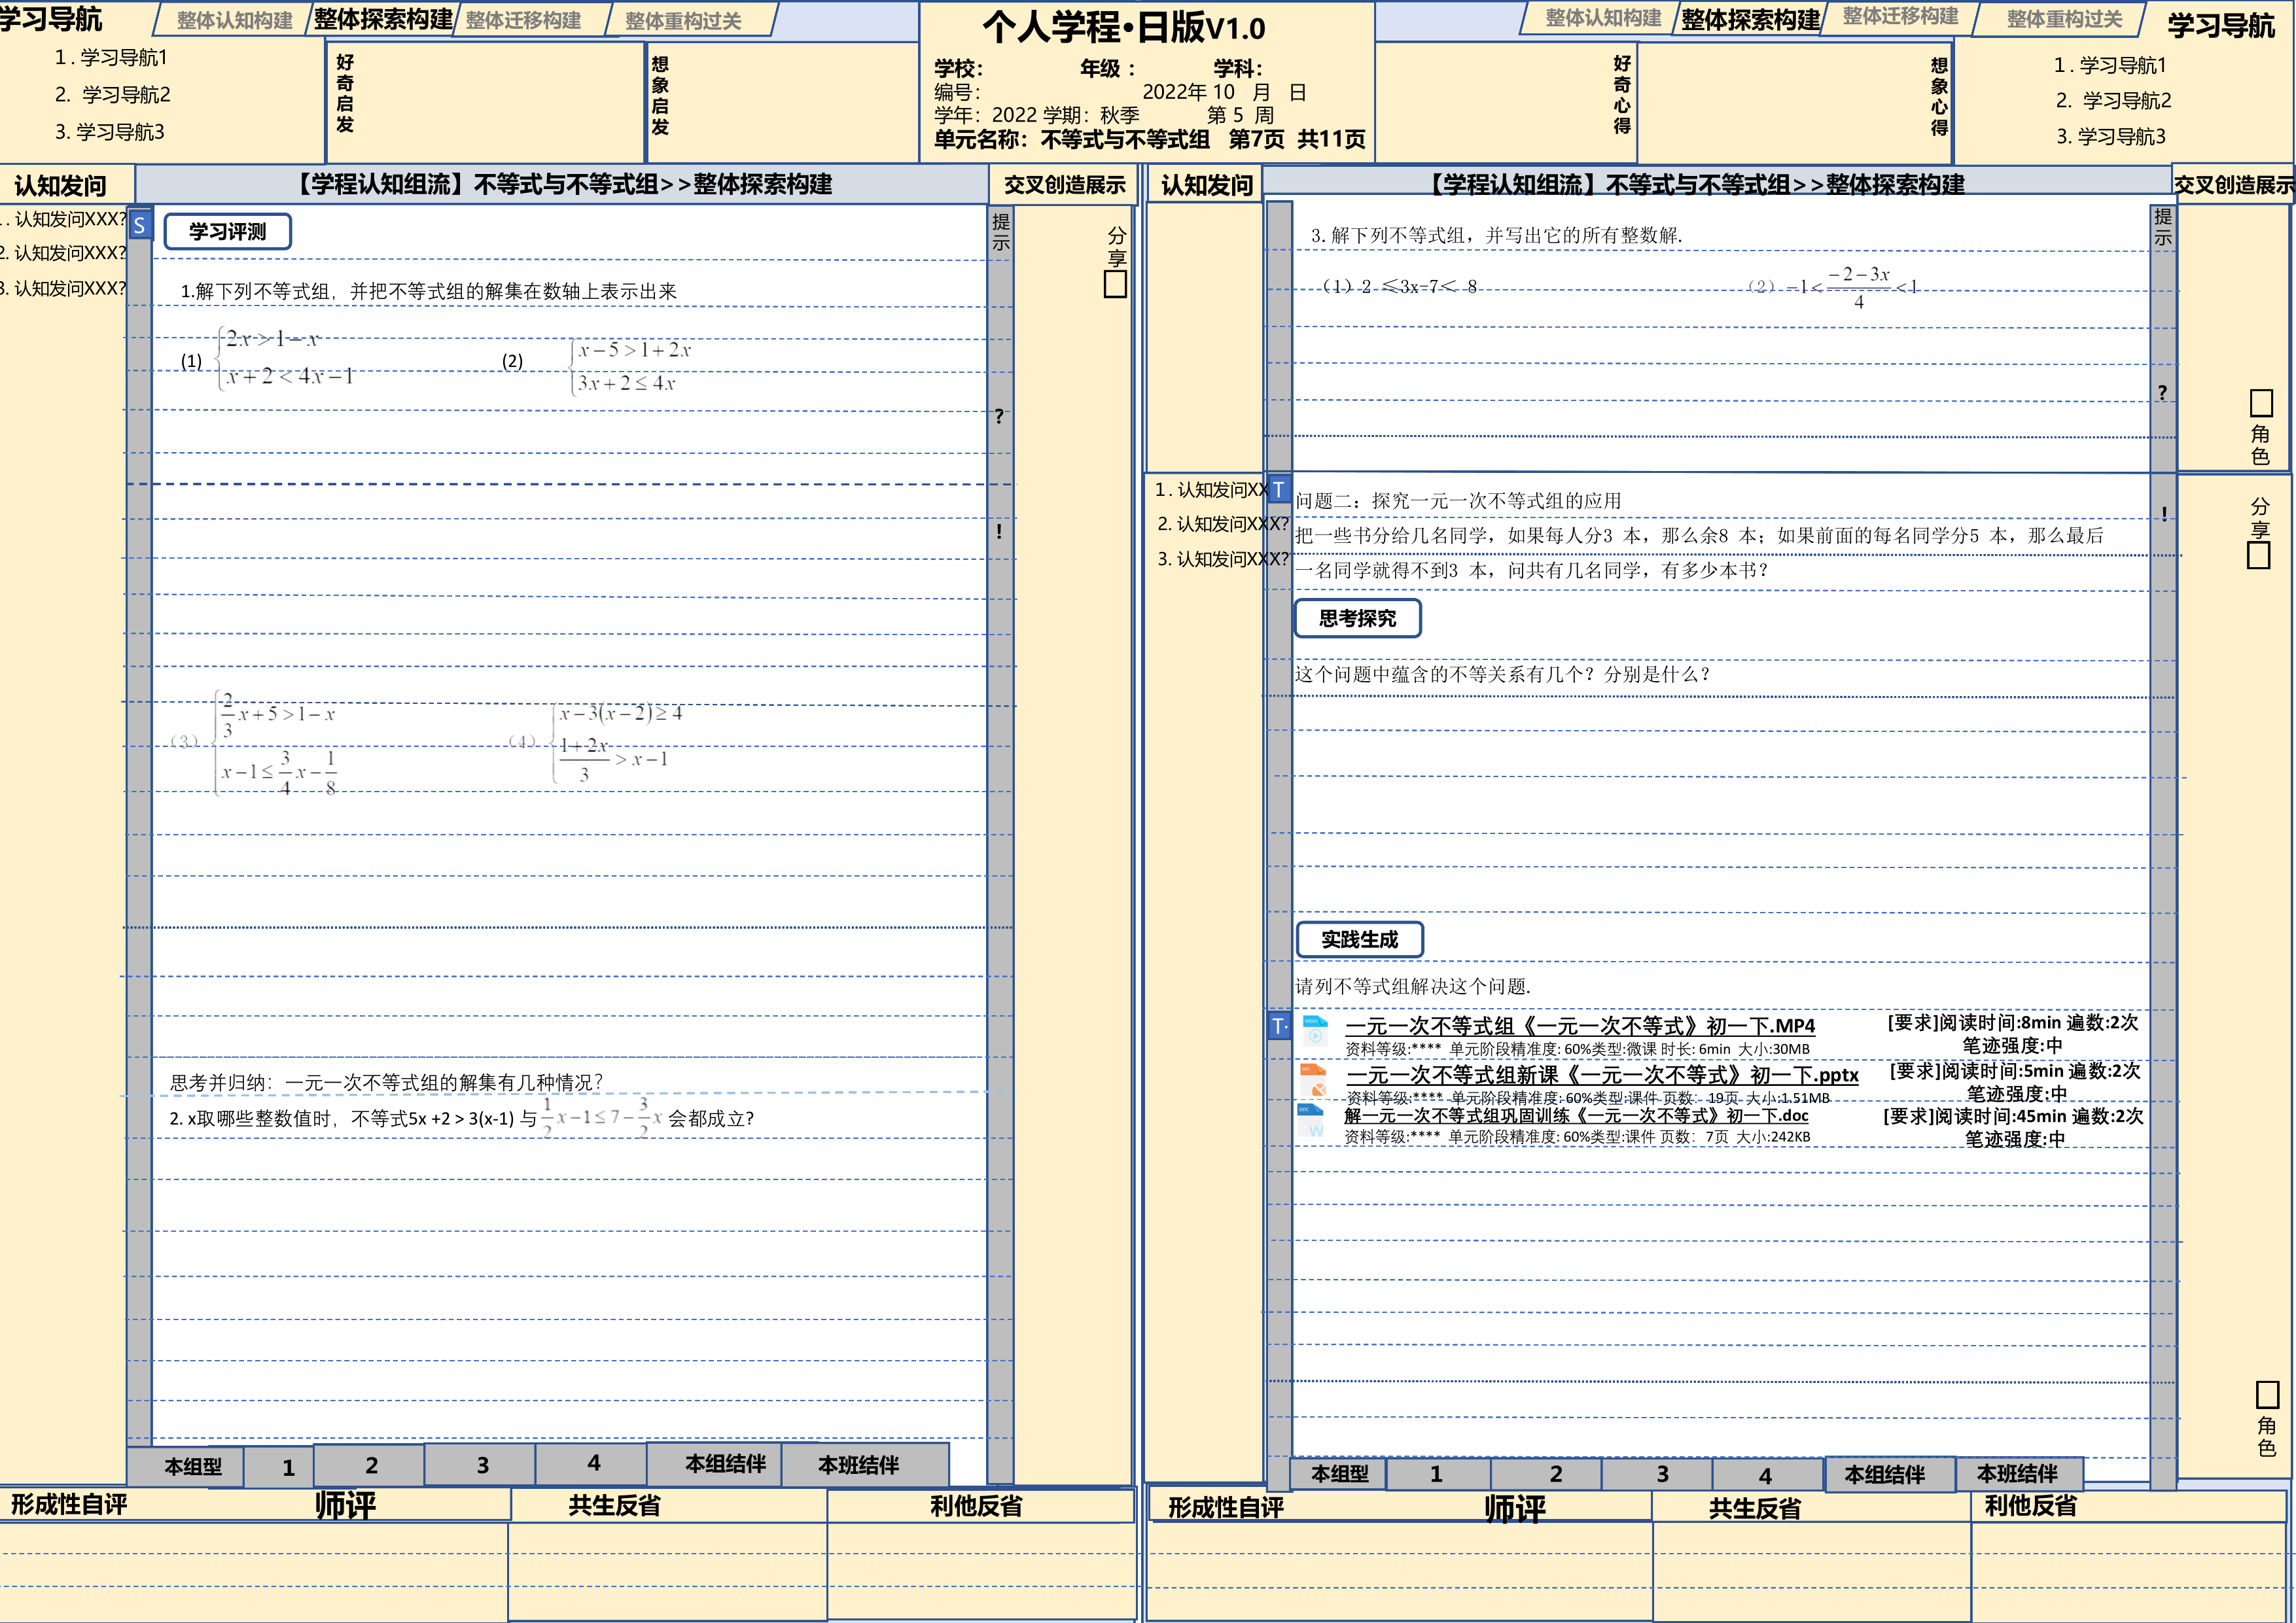 学习导航
整体认知构建 整体探索构建 整体迁移构建 整体重构过关
1 . 学习导航1
2. 学习导航2
3. 学习导航3
好奇启发
想象启发
个人学程•日版V1.0
学校： 年级： 学科：
编号： 2022年 10 月 日
学年：2022 学期：秋季 第 5 周
单元名称：不等式与不等式组 第7页 共11页
整体认知构建 整体探索构建 整体迁移构建 整体重构过关
学习导航
好奇心得
想象心得
1 . 学习导航1
2. 学习导航2
3. 学习导航3
认知发问
【学程认知组流】不等式与不等式组>>整体探索构建
交叉创造展示
. 认知发问XXX?
2. 认知发问XXX?
3. 认知发问XXX?
S
学习评测
提示
?
!
分享
1.解下列不等式组，并把不等式组的解集在数轴上表示出来
(1) {2x > 1 − x
x + 2 < 4x − 1
(2) {x − 5 > 1 + 2x
3x + 2 ≤ 4x
（3） {2/3 x + 5 > 1 − x
x − 1 ≤ 3/4 x − 1/8
（4） {x − 3(x − 2) ≥ 4
(1 + 2x)/3 > x − 1
思考并归纳：一元一次不等式组的解集有几种情况？
2. x取哪些整数值时，不等式5x +2 > 3(x-1) 与 1/2 x − 1 ≤ 7 − 3/2 x 会都成立?
本组型 1 2 3 4 本组结伴 本班结伴
形成性自评 师评 共生反省 利他反省
认知发问
【学程认知组流】不等式与不等式组>>整体探索构建
交叉创造展示
3. 解下列不等式组，并写出它的所有整数解.
（1）2 ≤3x-7＜ 8
（2）−1 < (−2 − 3x)/4 < 1
提示
?
!
角色
1 . 认知发问XX
2. 认知发问XXX?
3. 认知发问XXX?
T
问题二：探究一元一次不等式组的应用
把一些书分给几名同学，如果每人分3 本，那么余8 本；如果前面的每名同学分5 本，那么最后
一名同学就得不到3 本，问共有几名同学，有多少本书？
分享
思考探究
这个问题中蕴含的不等关系有几个？分别是什么？
实践生成
请列不等式组解决这个问题.
T·
一元一次不等式组《一元一次不等式》初一下.MP4
资料等级:**** 单元阶段精准度: 60%类型:微课 时长: 6min 大小:30MB
[要求]阅读时间:8min 遍数:2次
笔迹强度:中
一元一次不等式组新课《一元一次不等式》初一下.pptx
资料等级:**** 单元阶段精准度: 60%类型:课件 页数：19页 大小:1.51MB
[要求]阅读时间:5min 遍数:2次
笔迹强度:中
解一元一次不等式组巩固训练《一元一次不等式》初一下.doc
资料等级:**** 单元阶段精准度: 60%类型:课件 页数：7页 大小:242KB
[要求]阅读时间:45min 遍数:2次
笔迹强度:中
角色
本组型 1 2 3 4 本组结伴 本班结伴
形成性自评 师评 共生反省 利他反省